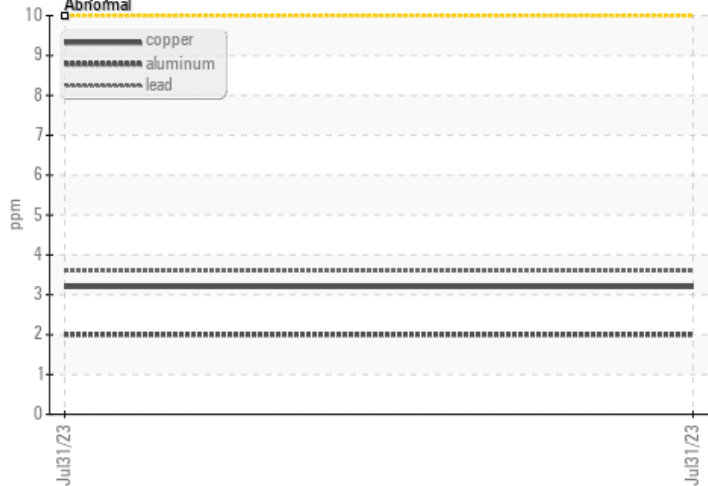 Abnormal
10
9
8
7
6
5
4
3
2
1
0
ppm
copper
aluminum
lead
Jul31/23
Jul31/23